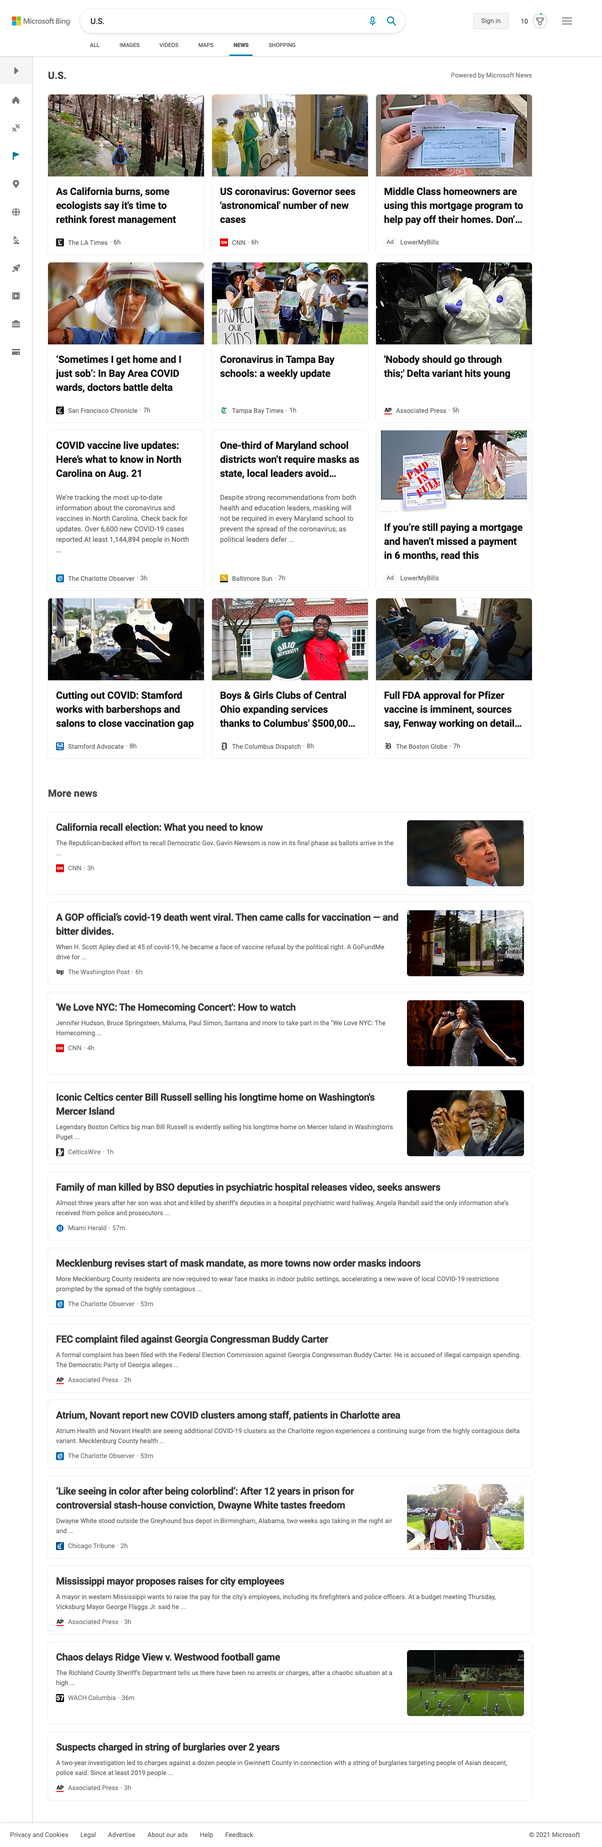 Microsoft Bing
U.S.
Sign in
10
ALL
IMAGES
VIDEOS
MAPS
NEWS
SHOPPING
U.S.
Powered by Microsoft News
As California burns, some
ecologists say it's time to
rethink forest management
The LA Times · 6h
US coronavirus: Governor sees
'astronomical' number of new
cases
CNN · 6h
Middle Class homeowners are
using this mortgage program to
help pay off their homes. Don'...
Ad LowerMyBills
'Sometimes I get home and I
just sob': In Bay Area COVID
wards, doctors battle delta
San Francisco Chronicle · 7h
PROTECT
OUR
KIDS
Coronavirus in Tampa Bay
schools: a weekly update
Tampa Bay Times · 1h
'Nobody should go through
this;' Delta variant hits young
AP Associated Press · 5h
COVID vaccine live updates:
Here's what to know in North
Carolina on Aug. 21
We're tracking the most up-to-date
information about the coronavirus and
vaccines in North Carolina. Check back for
updates. Over 6,600 new COVID-19 cases
reported At least 1,144,894 people in North
...
The Charlotte Observer · 3h
One-third of Maryland school
districts won't require masks as
state, local leaders avoid...
Despite strong recommendations from both
health and education leaders, masking will
not be required in every Maryland school to
prevent the spread of the coronavirus, as
political leaders defer ...
Baltimore Sun · 7h
PAID IN FULL
If you're still paying a mortgage
and haven't missed a payment
in 6 months, read this
Ad LowerMyBills
Cutting out COVID: Stamford
works with barbershops and
salons to close vaccination gap
Stamford Advocate · 8h
OHIO
UNIVERSITY
Boys & Girls Clubs of Central
Ohio expanding services
thanks to Columbus' $500,00...
The Columbus Dispatch · 8h
Full FDA approval for Pfizer
vaccine is imminent, sources
say, Fenway working on detail...
The Boston Globe · 7h
More news
California recall election: What you need to know
The Republican-backed effort to recall Democratic Gov. Gavin Newsom is now in its final phase as ballots arrive in the
...
CNN · 3h
A GOP official's covid-19 death went viral. Then came calls for vaccination — and
bitter divides.
When H. Scott Apley died at 45 of covid-19, he became a face of vaccine refusal by the political right. A GoFundMe
drive for ...
wp The Washington Post · 6h
'We Love NYC: The Homecoming Concert': How to watch
Jennifer Hudson, Bruce Springsteen, Maluma, Paul Simon, Santana and more to take part in the "We Love NYC: The
Homecoming ...
CNN · 4h
Iconic Celtics center Bill Russell selling his longtime home on Washington's
Mercer Island
Legendary Boston Celtics big man Bill Russell is evidently selling his longtime home on Mercer Island in Washington's
Puget ...
CelticsWire · 1h
Family of man killed by BSO deputies in psychiatric hospital releases video, seeks answers
Almost three years after her son was shot and killed by sheriff's deputies in a hospital psychiatric ward hallway, Angela Randall said the only information she's
received from police and prosecutors ...
Miami Herald · 57m
Mecklenburg revises start of mask mandate, as more towns now order masks indoors
More Mecklenburg County residents are now required to wear face masks in indoor public settings, accelerating a new wave of local COVID-19 restrictions
prompted by the spread of the highly contagious ...
The Charlotte Observer · 53m
FEC complaint filed against Georgia Congressman Buddy Carter
A formal complaint has been filed with the Federal Election Commission against Georgia Congressman Buddy Carter. He is accused of illegal campaign spending.
The Democratic Party of Georgia alleges ...
AP Associated Press · 2h
Atrium, Novant report new COVID clusters among staff, patients in Charlotte area
Atrium Health and Novant Health are seeing additional COVID-19 clusters as the Charlotte region experiences a continuing surge from the highly contagious delta
variant. Mecklenburg County health ...
The Charlotte Observer · 53m
'Like seeing in color after being colorblind': After 12 years in prison for
controversial stash-house conviction, Dwayne White tastes freedom
Dwayne White stood outside the Greyhound bus depot in Birmingham, Alabama, two weeks ago taking in the night air
and ...
Chicago Tribune · 2h
Mississippi mayor proposes raises for city employees
A mayor in western Mississippi wants to raise the pay for the city's employees, including its firefighters and police officers. At a budget meeting Thursday,
Vicksburg Mayor George Flaggs Jr. said he ...
AP Associated Press · 3h
Chaos delays Ridge View v. Westwood football game
The Richland County Sheriff's Department tells us there have been no arrests or charges, after a chaotic situation at a
high ...
57 WACH Columbia · 36m
Suspects charged in string of burglaries over 2 years
A two-year investigation led to charges against a dozen people in Gwinnett County in connection with a string of burglaries targeting people of Asian descent,
police said. Since at least 2019 people ...
AP Associated Press · 3h
Privacy and Cookies
Legal
Advertise
About our ads
Help
Feedback
© 2021 Microsoft